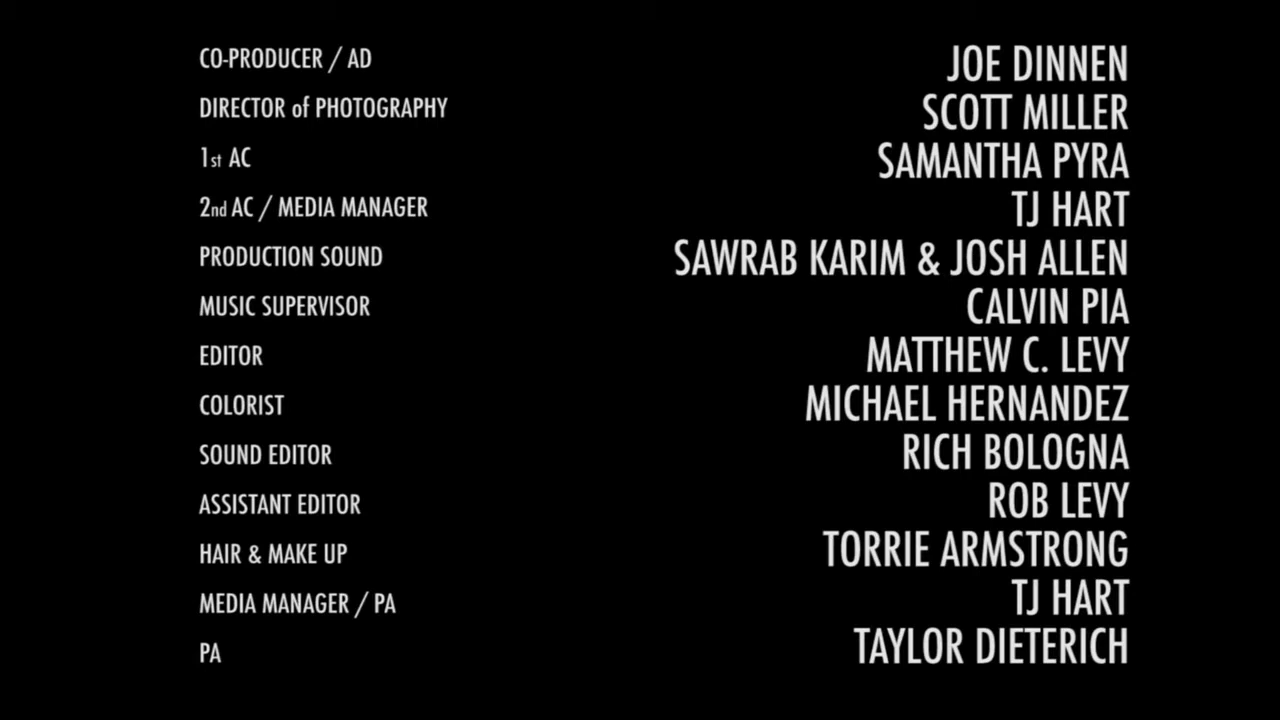 CO-PRODUCER / AD JOE DINNEN
DIRECTOR of PHOTOGRAPHY SCOTT MILLER
1st AC SAMANTHA PYRA
2nd AC / MEDIA MANAGER TJ HART
PRODUCTION SOUND SAWRAB KARIM & JOSH ALLEN
MUSIC SUPERVISOR CALVIN PIA
EDITOR MATTHEW C. LEVY
COLORIST MICHAEL HERNANDEZ
SOUND EDITOR RICH BOLOGNA
ASSISTANT EDITOR ROB LEVY
HAIR & MAKE UP TORRIE ARMSTRONG
MEDIA MANAGER / PA TJ HART
PA TAYLOR DIETERICH